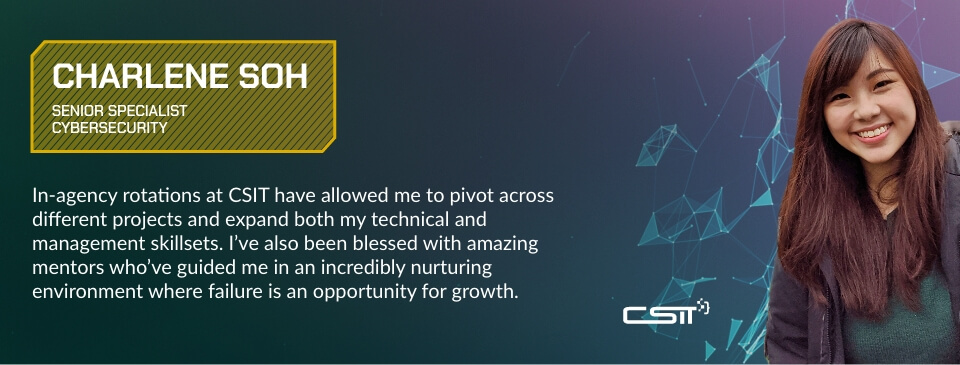 CHARLENE SOH
SENIOR SPECIALIST
CYBERSECURITY
In-agency rotations at CSIT have allowed me to pivot across
different projects and expand both my technical and
management skillsets. I’ve also been blessed with amazing
mentors who’ve guided me in an incredibly nurturing
environment where failure is an opportunity for growth.
CSIT